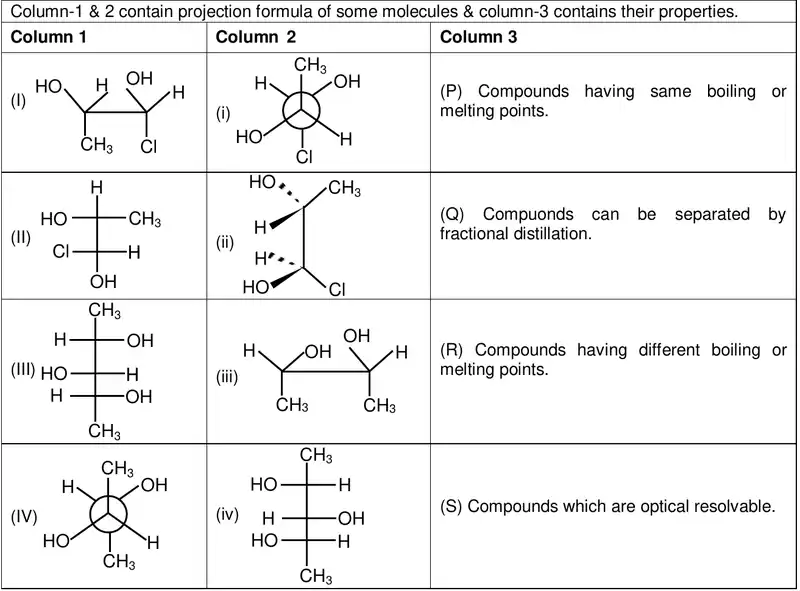 Column-1 & 2 contain projection formula of some molecules & column-3 contains their properties.
Column 1 Column 2 Column 3
(I) HO H OH H
CH3 Cl
(i) CH3
H OH
HO H
Cl
(P) Compounds having same boiling or
melting points.
(II) H
HO CH3
Cl H
OH
(ii) HO CH3
H
H
HO Cl
(Q) Compuonds can be separated by
fractional distillation.
(III) CH3
H OH
HO H
H OH
CH3
(iii) H OH OH H
CH3 CH3
(R) Compounds having different boiling or
melting points.
(IV) CH3
H OH
HO H
CH3
(iv) CH3
HO H
H OH
HO H
CH3
(S) Compounds which are optical resolvable.